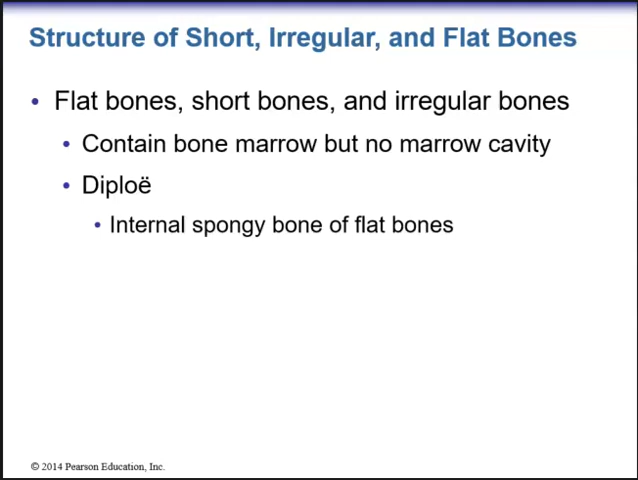 Structure of Short, Irregular, and Flat Bones
• Flat bones, short bones, and irregular bones
• Contain bone marrow but no marrow cavity
• Diploë
• Internal spongy bone of flat bones
© 2014 Pearson Education, Inc.